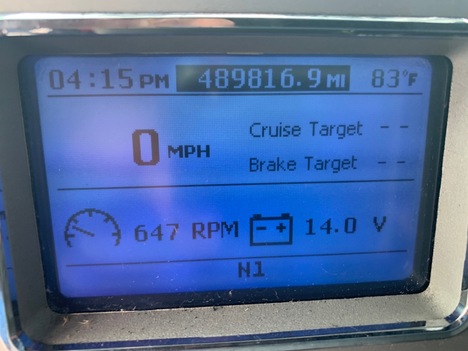 04:15 PM 489816.9 MI 83°F
0 MPH
Cruise Target - -
Brake Target - -
647 RPM - + 14.0 V
N1